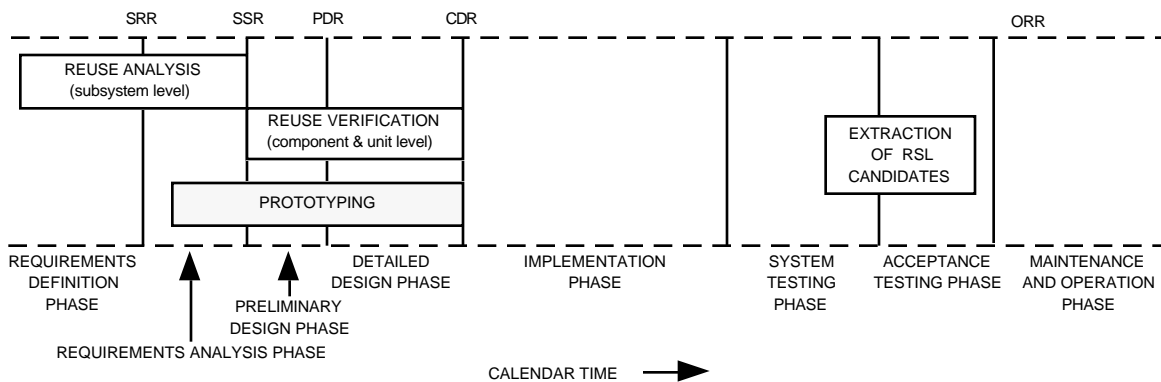 SRR
SSR
PDR
CDR
ORR
REUSE ANALYSIS
(subsystem level)
REUSE VERIFICATION
(component & unit level)
EXTRACTION
OF RSL
CANDIDATES
PROTOTYPING
REQUIREMENTS
DEFINITION
PHASE
DETAILED
DESIGN PHASE
IMPLEMENTATION
PHASE
SYSTEM
TESTING
PHASE
ACCEPTANCE
TESTING PHASE
MAINTENANCE
AND OPERATION
PHASE
PRELIMINARY
DESIGN PHASE
REQUIREMENTS ANALYSIS PHASE
CALENDAR TIME